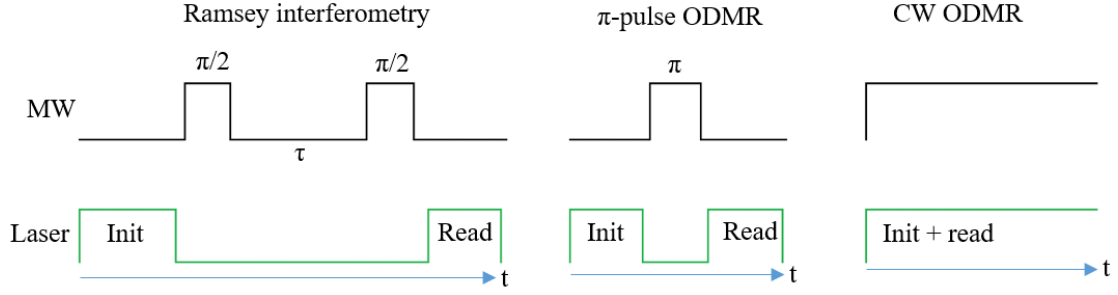 Ramsey interferometry
π-pulse ODMR
CW ODMR
π/2
π/2
π
MW
τ
Laser
Init
Read
Init
Read
Init + read
t
t
t